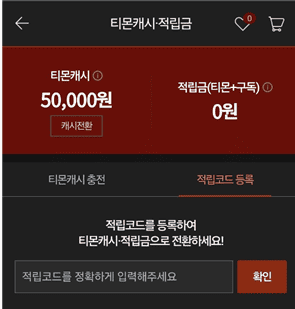 티몬캐시·적립금
0
티몬캐시
50,000원
캐시전환
적립금(티몬+구독)
0원
티몬캐시 충전
적립코드 등록
적립코드를 등록하여
티몬캐시·적립금으로 전환하세요!
적립코드를 정확하게 입력해주세요
확인